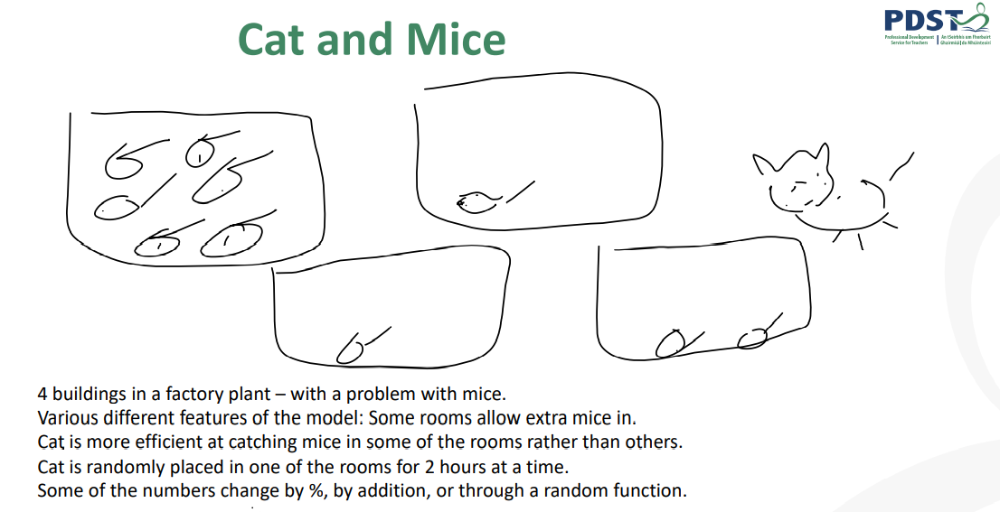 Cat and Mice
PDST
Professional Development
Service for Teachers
An tSeirbhís um Fhorbairt
Ghairmiúil do Mhúinteoirí
4 buildings in a factory plant – with a problem with mice.
Various different features of the model: Some rooms allow extra mice in.
Cat is more efficient at catching mice in some of the rooms rather than others.
Cat is randomly placed in one of the rooms for 2 hours at a time.
Some of the numbers change by %, by addition, or through a random function.